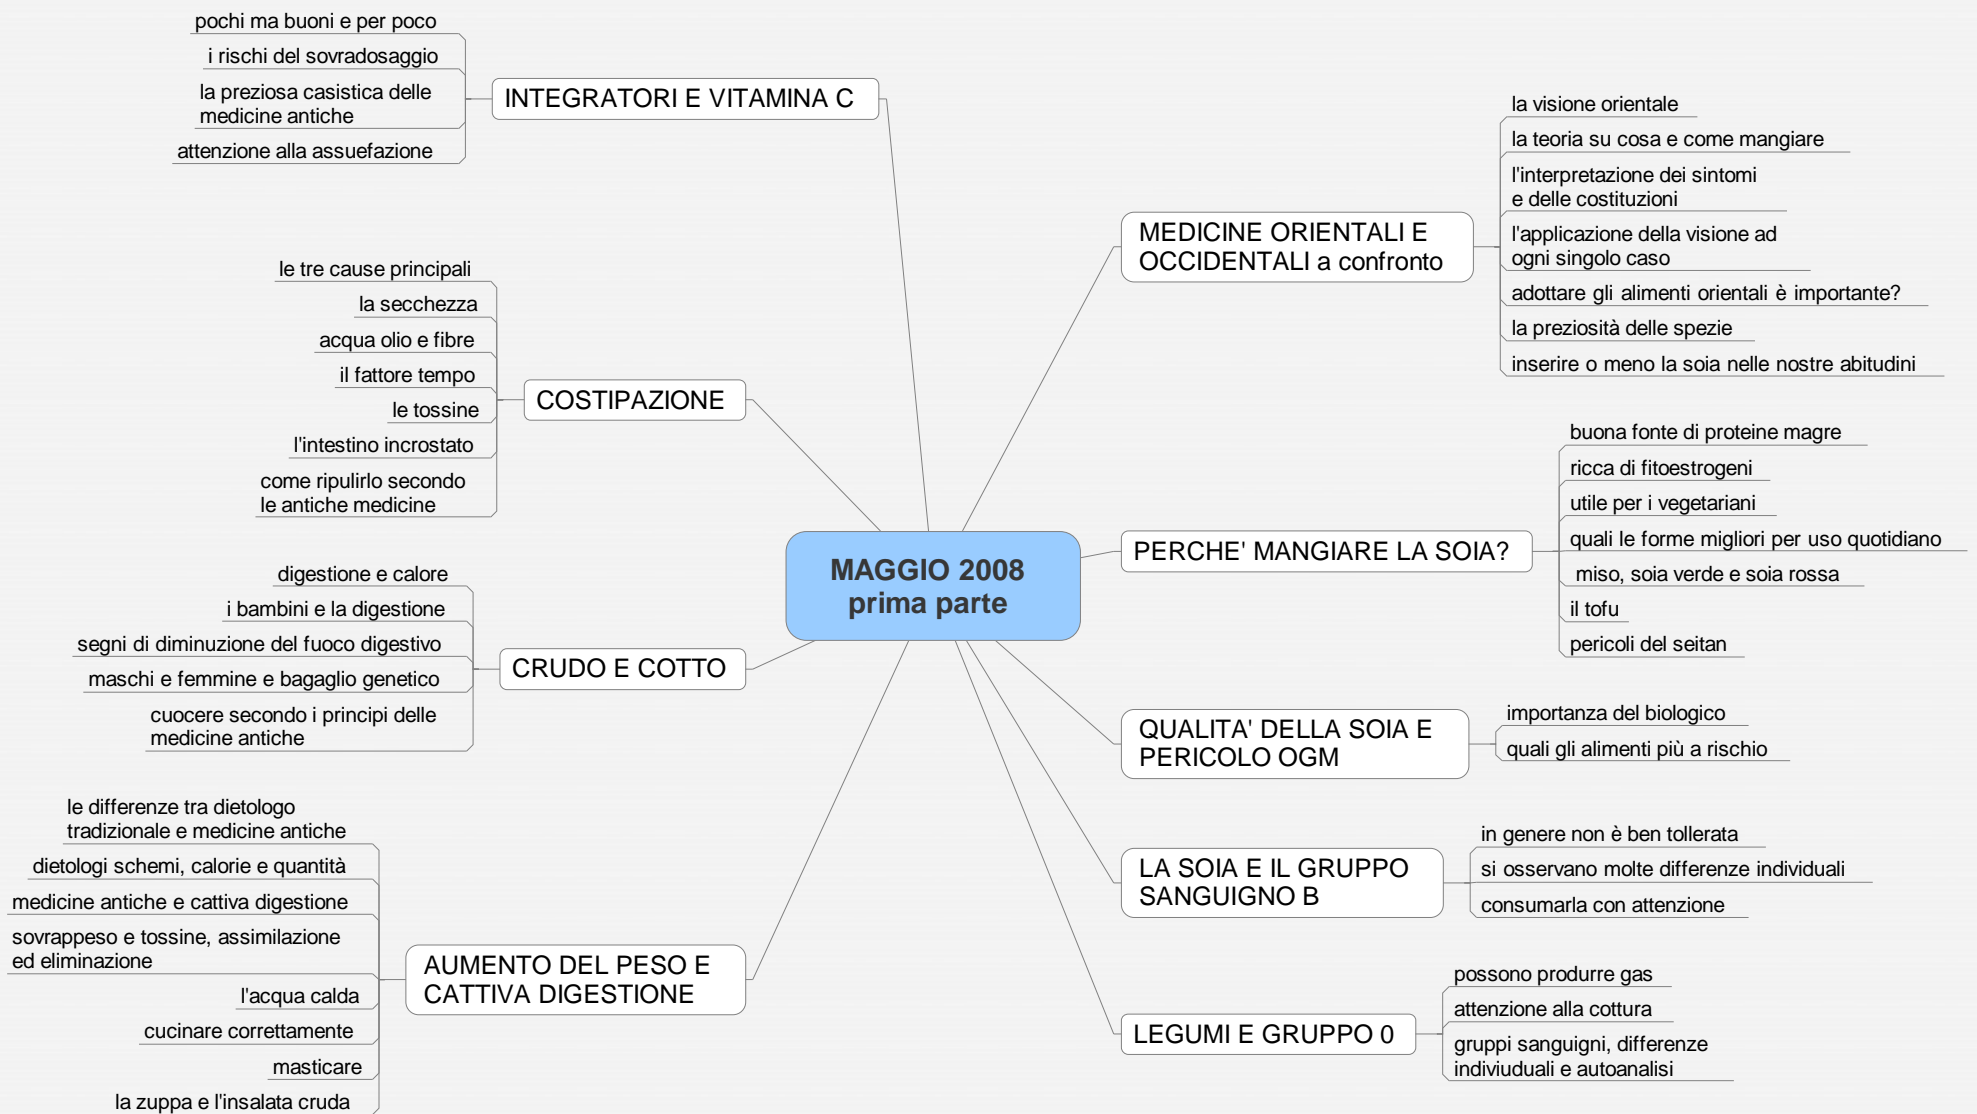 MAGGIO 2008
prima parte
MEDICINE ORIENTALI E
OCCIDENTALI a confronto
la visione orientale
la teoria su cosa e come mangiare
l'interpretazione dei sintomi
e delle costituzioni
l'applicazione della visione ad
ogni singolo caso
adottare gli alimenti orientali è importante?
la preziosità delle spezie
inserire o meno la soia nelle nostre abitudini
PERCHE' MANGIARE LA SOIA?
buona fonte di proteine magre
ricca di fitoestrogeni
utile per i vegetariani
quali le forme migliori per uso quotidiano
miso, soia verde e soia rossa
il tofu
pericoli del seitan
QUALITA' DELLA SOIA E
PERICOLO OGM
importanza del biologico
quali gli alimenti più a rischio
LA SOIA E IL GRUPPO
SANGUIGNO B
in genere non è ben tollerata
si osservano molte differenze individuali
consumarla con attenzione
LEGUMI E GRUPPO 0
possono produrre gas
attenzione alla cottura
gruppi sanguigni, differenze
indiviuduali e autoanalisi
INTEGRATORI E VITAMINA C
pochi ma buoni e per poco
i rischi del sovradosaggio
la preziosa casistica delle
medicine antiche
attenzione alla assuefazione
COSTIPAZIONE
le tre cause principali
la secchezza
acqua olio e fibre
il fattore tempo
le tossine
l'intestino incrostato
come ripulirlo secondo
le antiche medicine
CRUDO E COTTO
digestione e calore
i bambini e la digestione
segni di diminuzione del fuoco digestivo
maschi e femmine e bagaglio genetico
cuocere secondo i principi delle
medicine antiche
AUMENTO DEL PESO E
CATTIVA DIGESTIONE
le differenze tra dietologo
tradizionale e medicine antiche
dietologi schemi, calorie e quantità
medicine antiche e cattiva digestione
sovrappeso e tossine, assimilazione
ed eliminazione
l'acqua calda
cucinare correttamente
masticare
la zuppa e l'insalata cruda